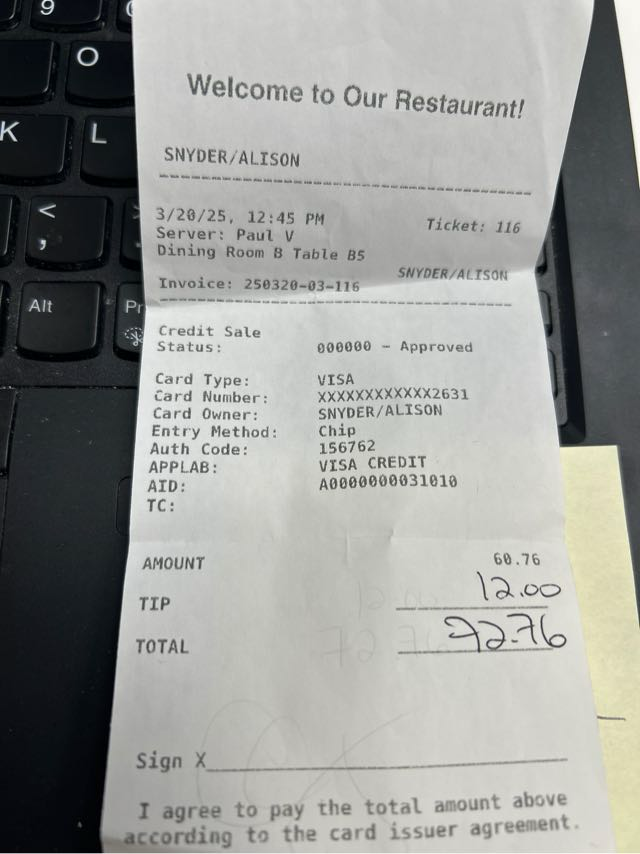 9
O
K
L
<
,
Alt
Welcome to Our Restaurant!
SNYDER/ALISON
3/20/25, 12:45 PM
Ticket: 116
Server: Paul V
Dining Room B Table B5
SNYDER/ALISON
Invoice: 250320-03-116
Credit Sale
Status: 000000 - Approved
Card Type: VISA
Card Number: XXXXXXXXXXXX2631
Card Owner: SNYDER/ALISON
Entry Method: Chip
Auth Code: 156762
APPLAB: VISA CREDIT
AID: A0000000031010
TC:
AMOUNT 60.76
TIP 12.00
TOTAL 72.76
Sign X
I agree to pay the total amount above
according to the card issuer agreement.